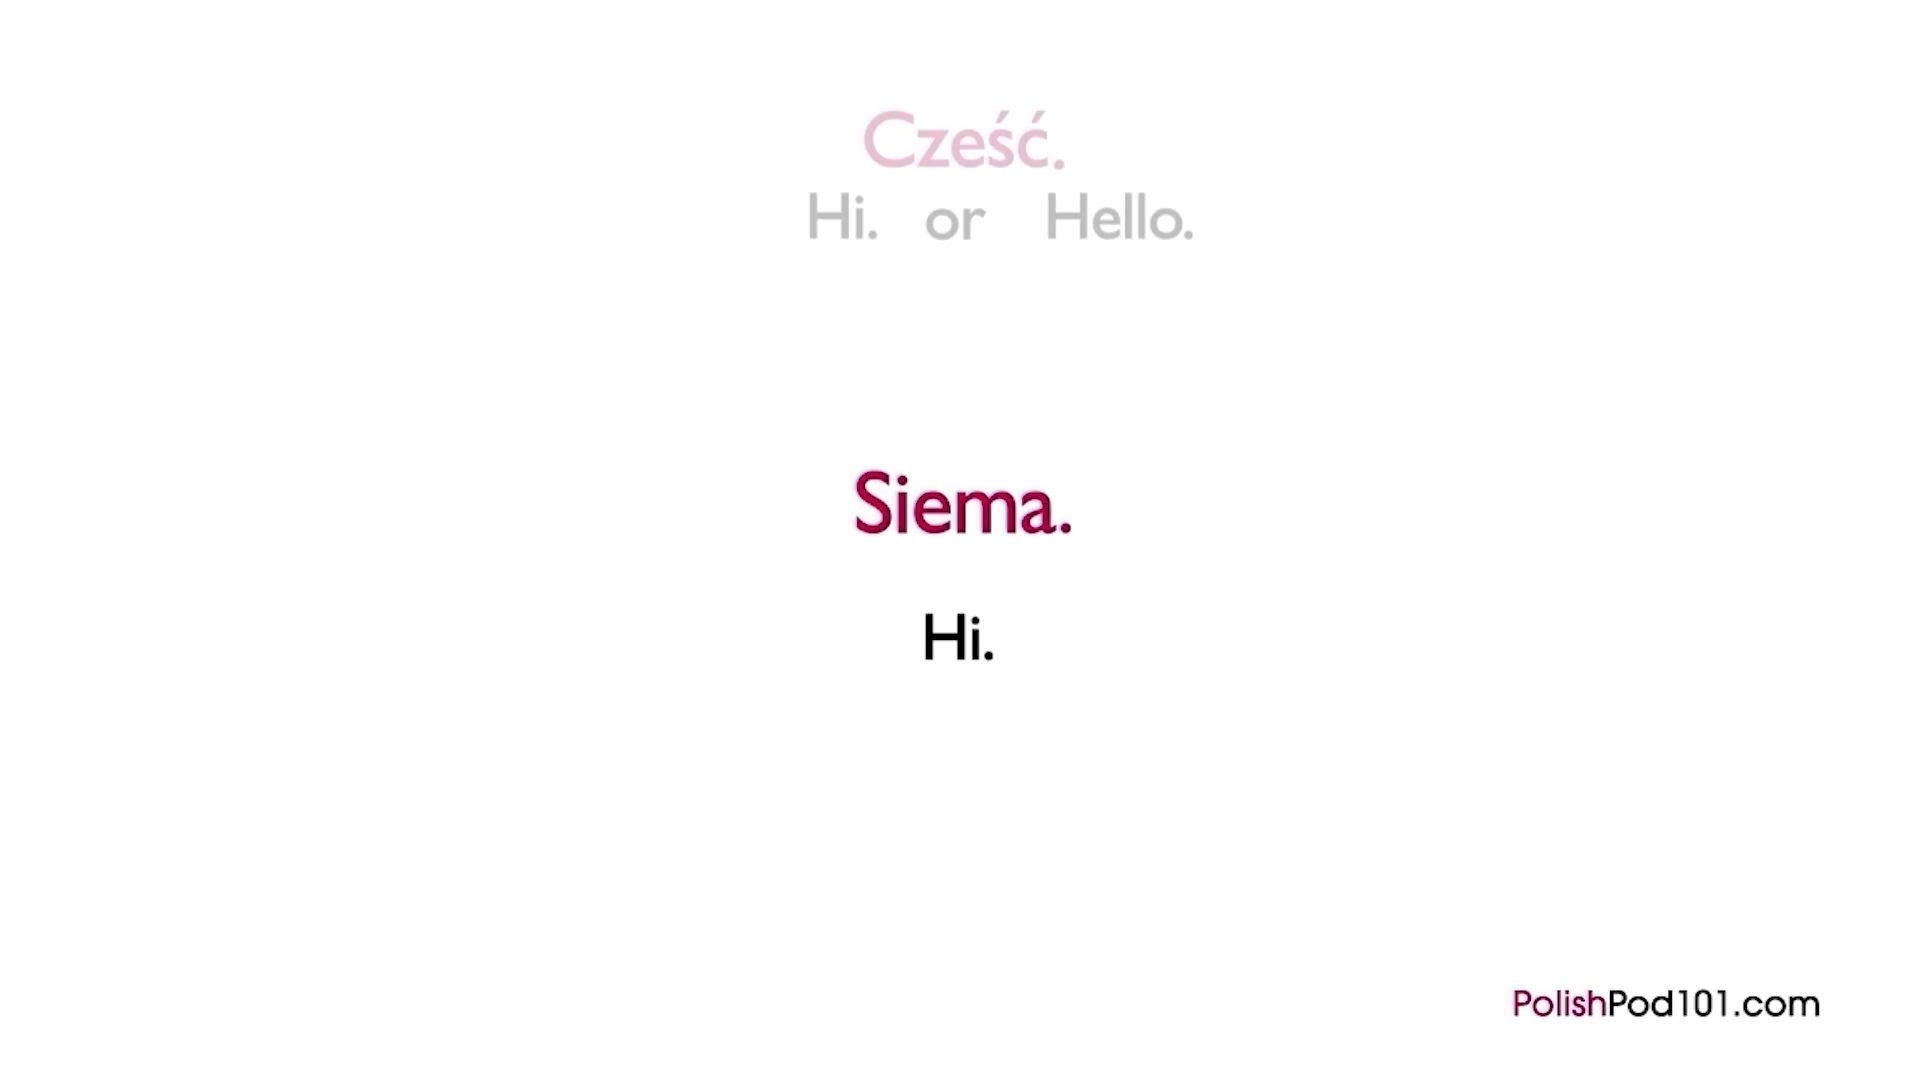 Cześć.
Hi. or Hello.
Siema.
Hi.
PolishPod101.com